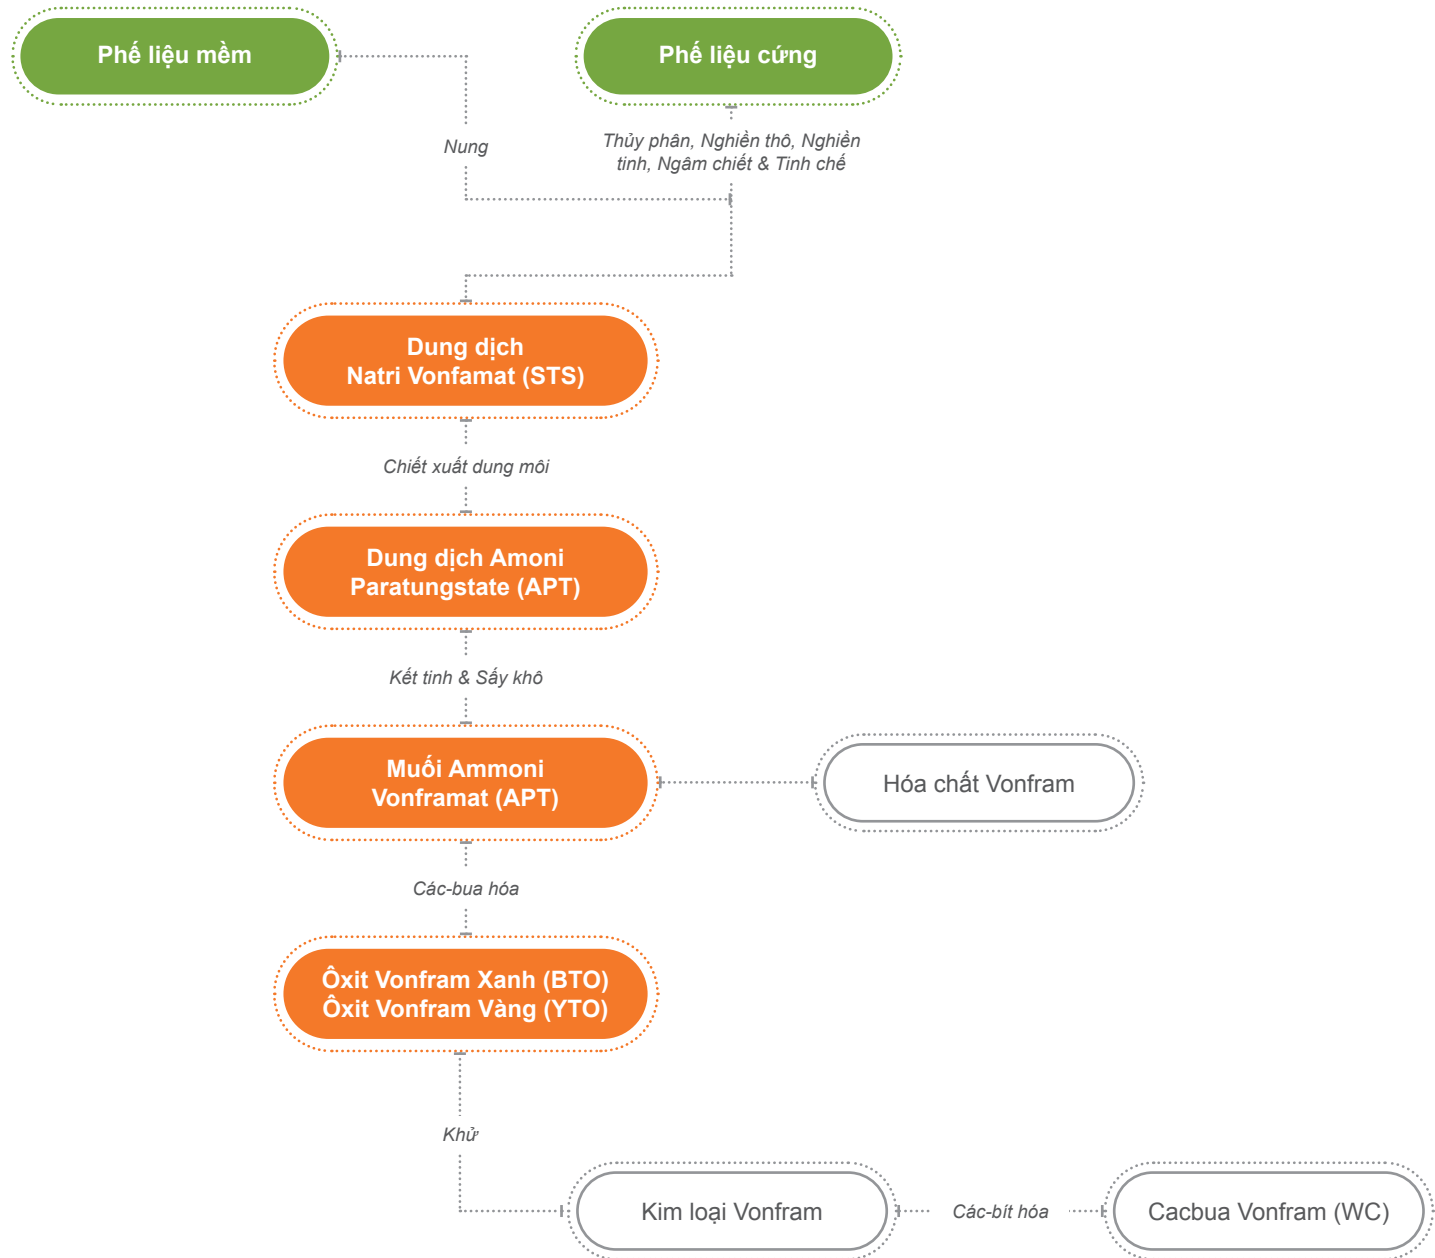 Phế liệu mềm
Phế liệu cứng
Nung
Thủy phân, Nghiền thô, Nghiền
tinh, Ngâm chiết & Tinh chế
Dung dịch
Natri Vonfamat (STS)
Chiết xuất dung môi
Dung dịch Amoni
Paratungstate (APT)
Kết tinh & Sấy khô
Muối Ammoni
Vonframat (APT)
Hóa chất Vonfram
Các-bua hóa
Ôxit Vonfram Xanh (BTO)
Ôxit Vonfram Vàng (YTO)
Khử
Kim loại Vonfram
Các-bít hóa
Cacbua Vonfram (WC)